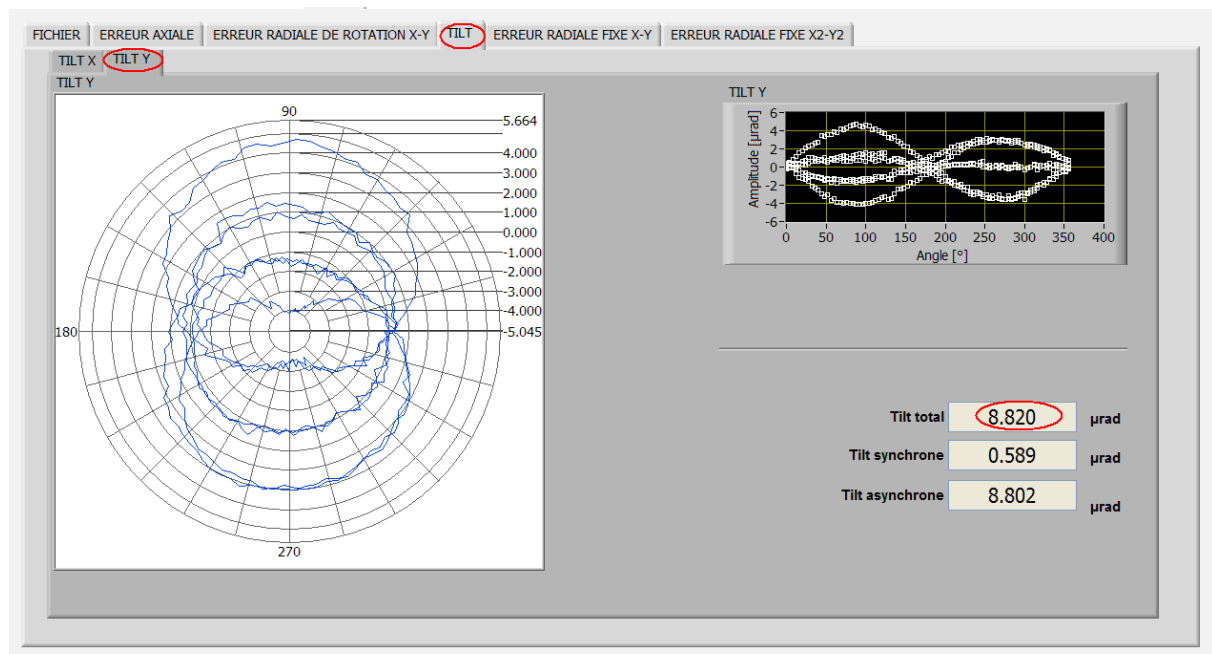 FICHIER ERREUR AXIALE ERREUR RADIALE DE ROTATION X-Y TILT ERREUR RADIALE FIXE X-Y ERREUR RADIALE FIXE X2-Y2
TILT X TILT Y
TILT Y
90
5.664
4.000
3.000
2.000
1.000
0.000
-1.000
-2.000
-3.000
-4.000
-5.045
180
270
TILT Y
Amplitude [µrad]
6
4
2
0
-2
-4
-6
0 50 100 150 200 250 300 350 400
Angle [°]
Tilt total 8.820 µrad
Tilt synchrone 0.589 µrad
Tilt asynchrone 8.802 µrad